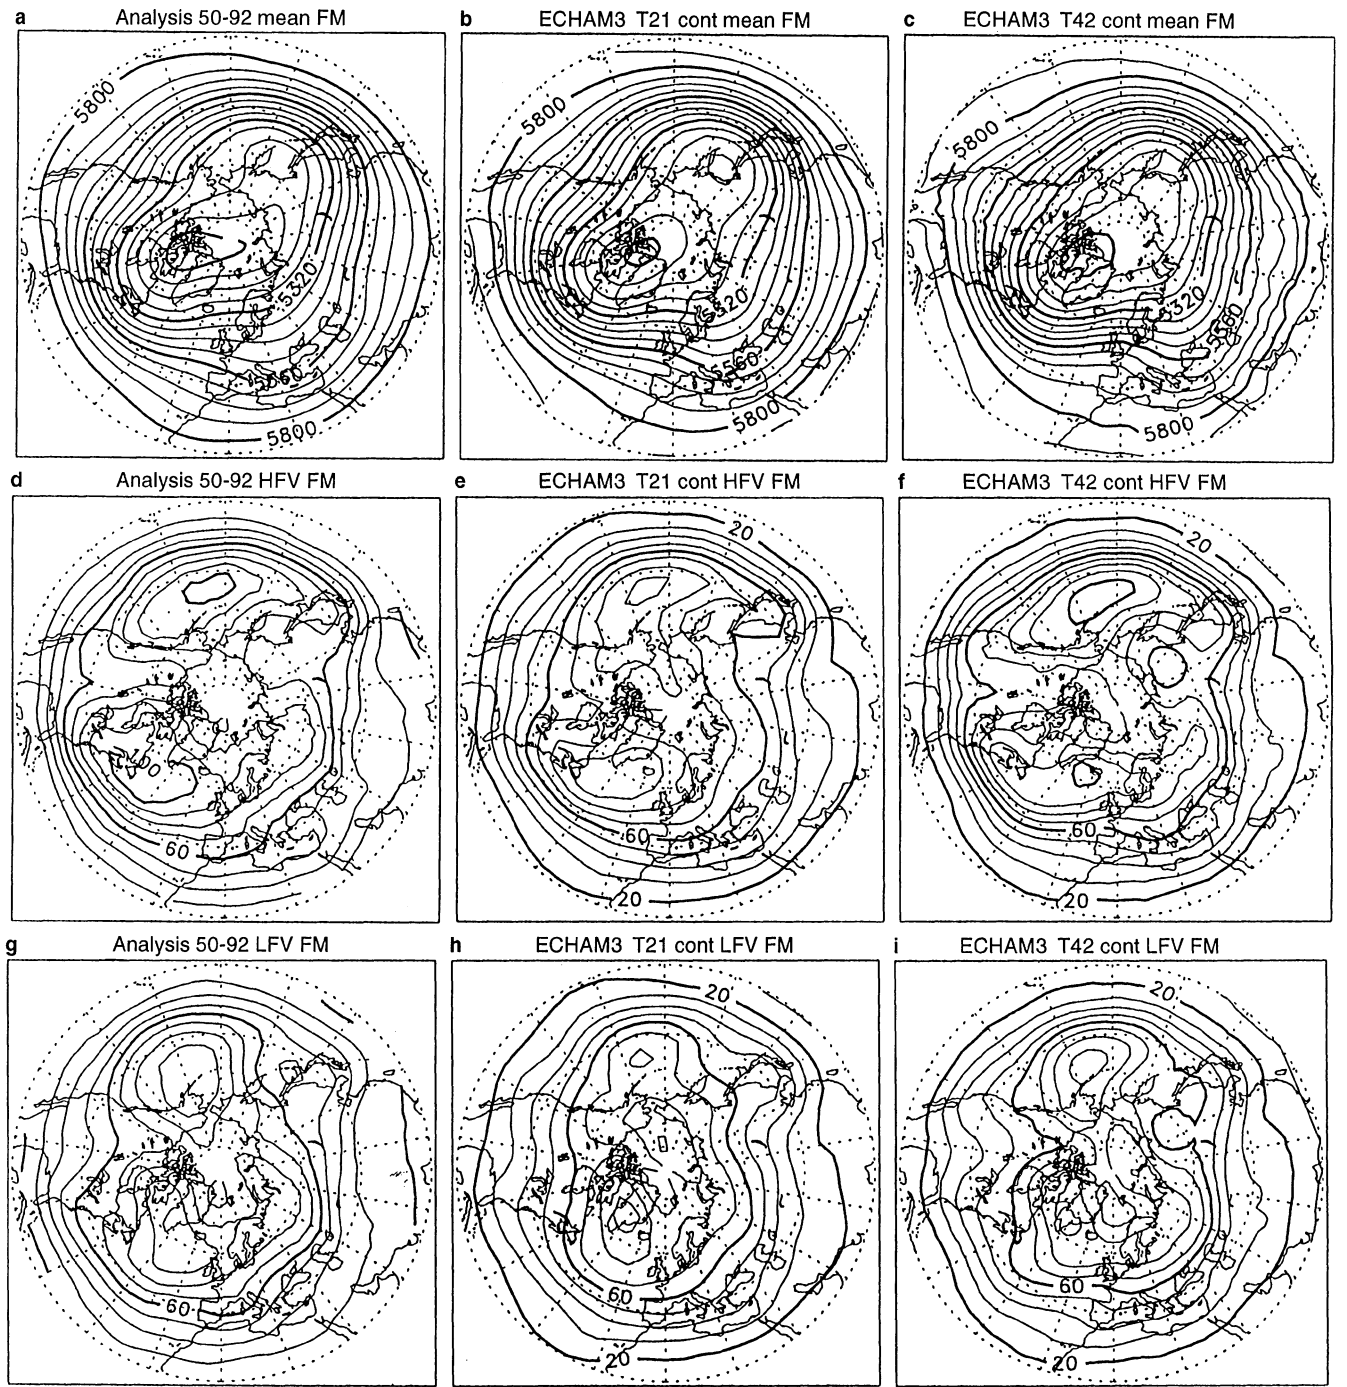 a Analysis 50-92 mean FM
b ECHAM3 T21 cont mean FM
c ECHAM3 T42 cont mean FM
5800
5320
5560
5800
5800
5320
5560
5800
5800
5320
5560
5800
d Analysis 50-92 HFV FM
e ECHAM3 T21 cont HFV FM
f ECHAM3 T42 cont HFV FM
60
20
60
20
20
60
20
g Analysis 50-92 LFV FM
h ECHAM3 T21 cont LFV FM
i ECHAM3 T42 cont LFV FM
60
20
60
20
20
60
20